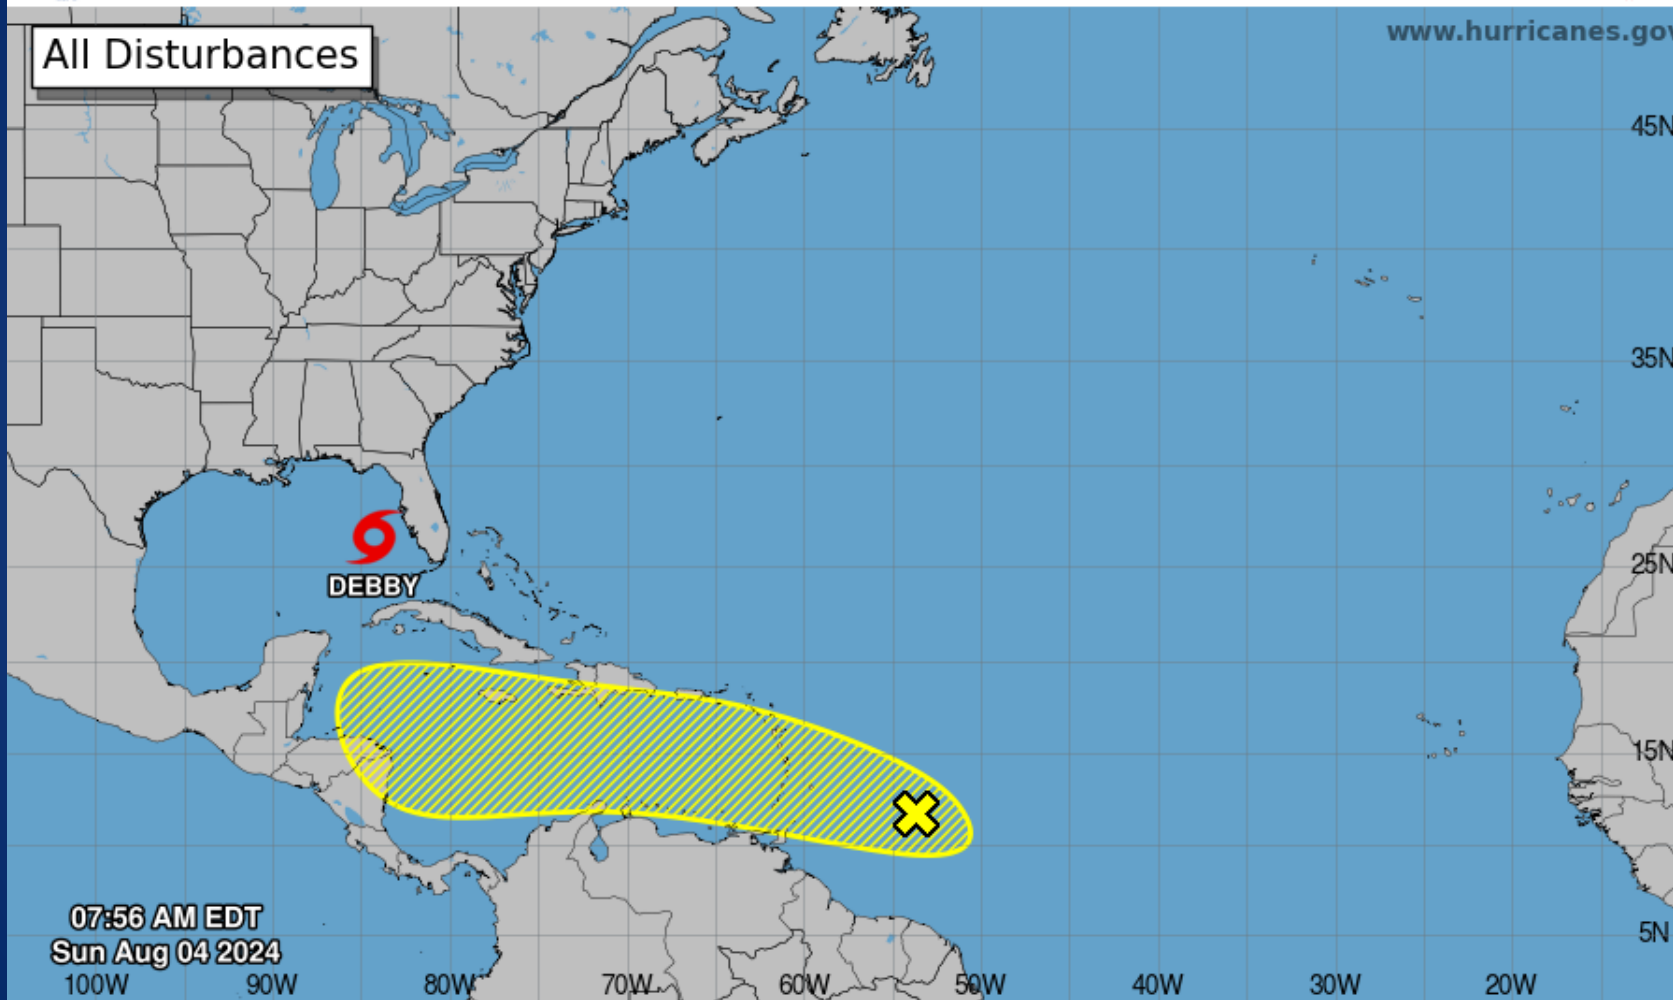 All Disturbances
www.hurricanes.gov
45N
35N
25N
DEBBY
15N
07:56 AM EDT
5N
Sun Aug 04 2024
100W 90W 80W 70W 60W 50W 40W 30W 20W